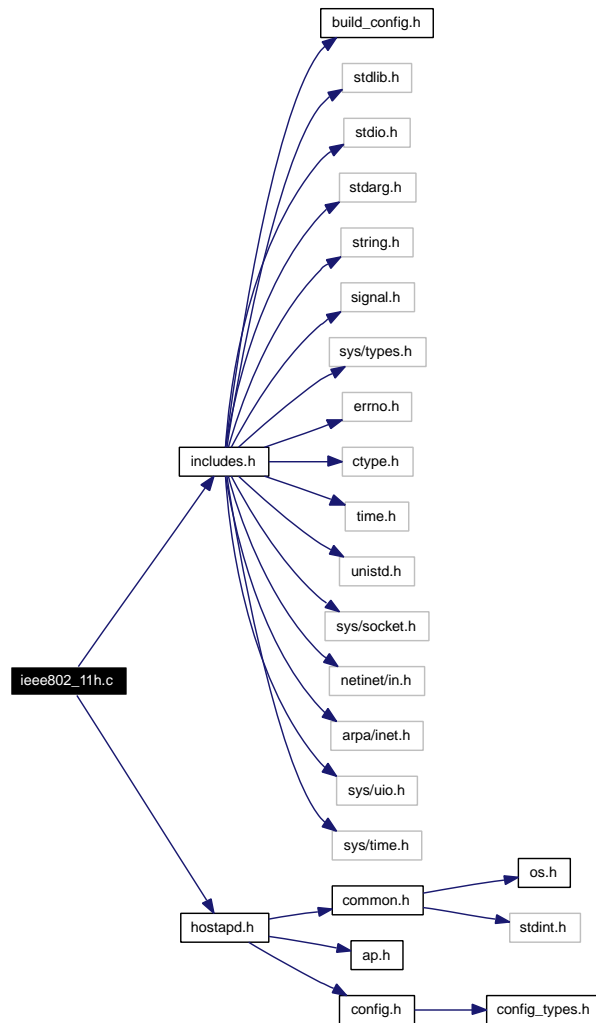 build_config.h
stdlib.h
stdio.h
stdarg.h
string.h
signal.h
sys/types.h
errno.h
includes.h
ctype.h
time.h
unistd.h
sys/socket.h
ieee802_11h.c
netinet/in.h
arpa/inet.h
sys/uio.h
sys/time.h
os.h
common.h
hostapd.h
stdint.h
ap.h
config.h
config_types.h